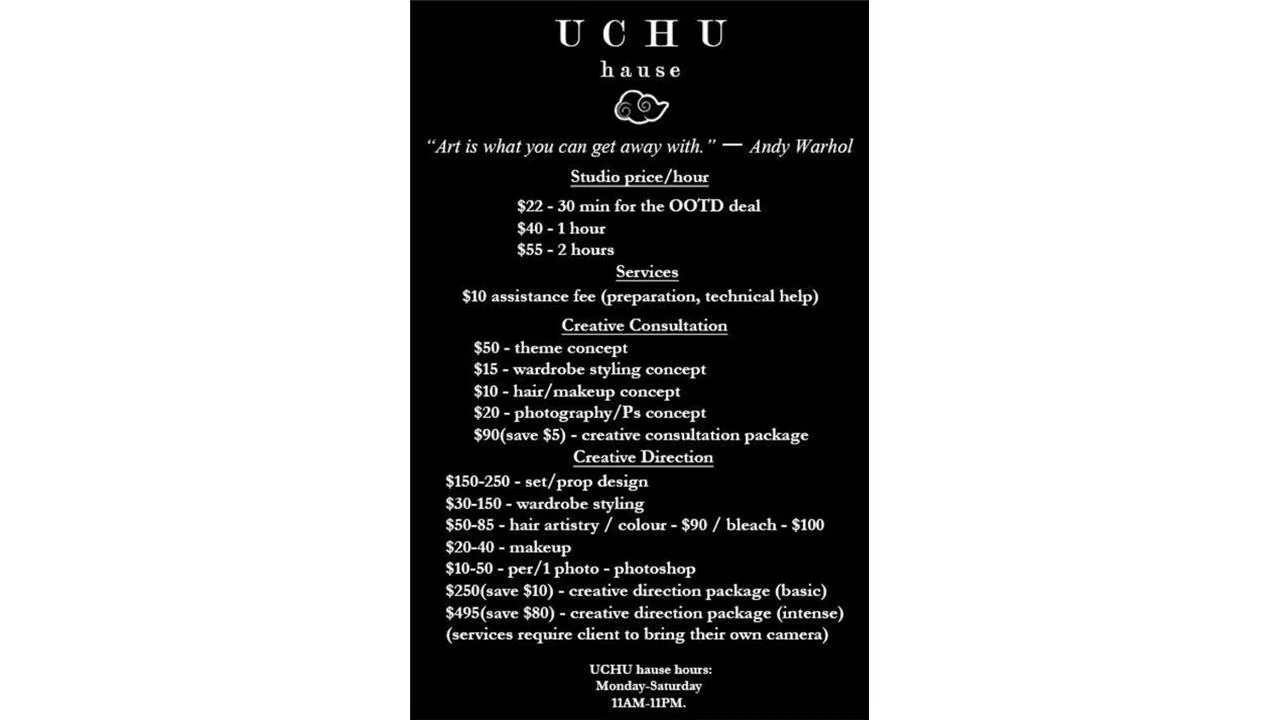 UCHU
hause
“Art is what you can get away with.” — Andy Warhol
Studio price/hour
$22 - 30 min for the OOTD deal
$40 - 1 hour
$55 - 2 hours
Services
$10 assistance fee (preparation, technical help)
Creative Consultation
$50 - theme concept
$15 - wardrobe styling concept
$10 - hair/makeup concept
$20 - photography/Ps concept
$90(save $5) - creative consultation package
Creative Direction
$150-250 - set/prop design
$30-150 - wardrobe styling
$50-85 - hair artistry / colour - $90 / bleach - $100
$20-40 - makeup
$10-50 - per/1 photo - photoshop
$250(save $10) - creative direction package (basic)
$495(save $80) - creative direction package (intense)
(services require client to bring their own camera)
UCHU hause hours:
Monday-Saturday
11AM-11PM.